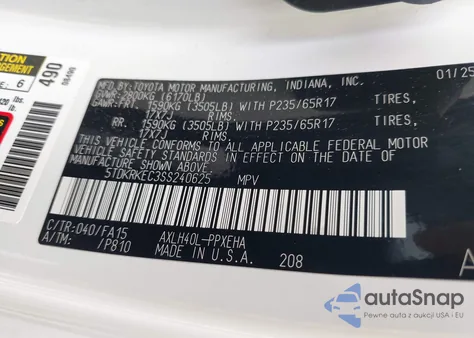 TOYOTA MOTOR MANUFACTURING, INDIANA, INC. 01/25
GVWR: 2800KG (6170LB)
GAWR:FRT. 1590KG (3505LB) WITH P235/65R17 TIRES,
17X7J RIMS.
RR. 1590KG (3505LB) WITH P235/65R17 TIRES,
17X7J RIMS.
THIS VEHICLE CONFORMS TO ALL APPLICABLE FEDERAL MOTOR
VEHICLE SAFETY STANDARDS IN EFFECT ON THE DATE OF
MANUFACTURE SHOWN ABOVE.
5TDKRKEC3SS240625 MPV
C/TR:040/FA15 AXLH40L-PPXEHA
A/TM: /P810 MADE IN U.S.A. 208
490
88490
6
autoSnap
Pewne auta z aukcji USA i EU